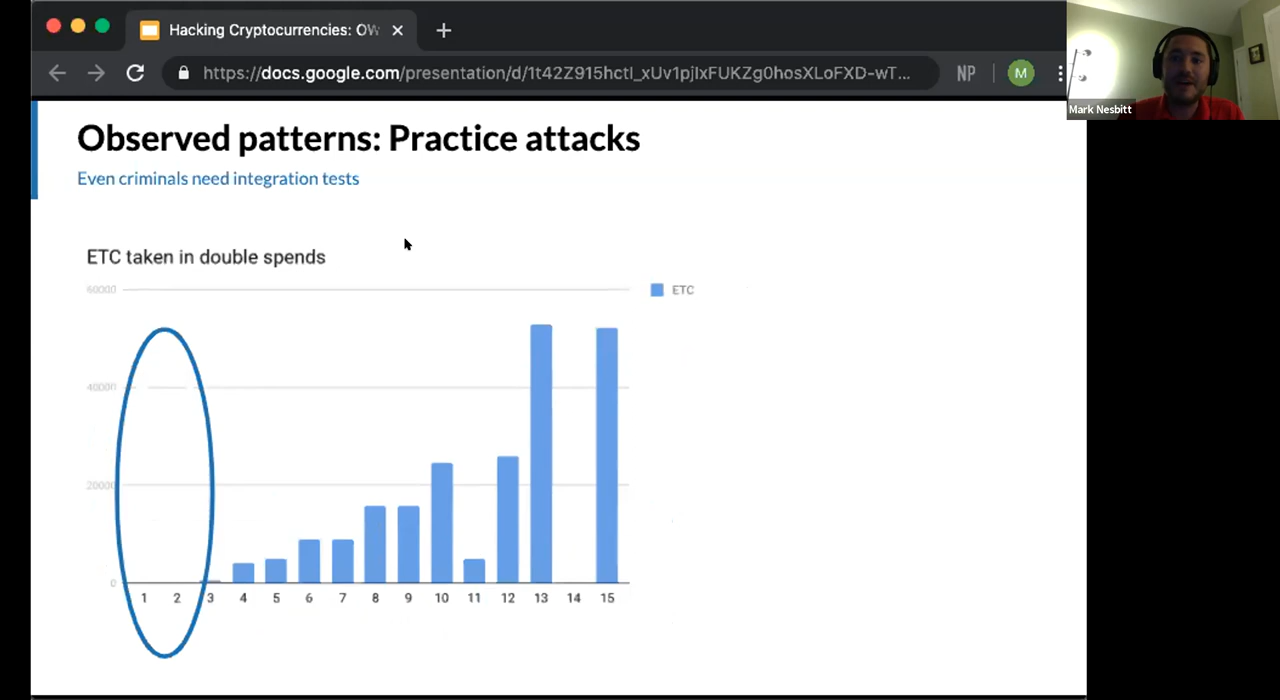 Hacking Cryptocurrencies: OW
https://docs.google.com/presentation/d/1t42Z915hctI_xUv1pjIxFUKZg0hosXLoFXD-wT...
NP
M
Mark Nesbitt
Observed patterns: Practice attacks
Even criminals need integration tests
ETC taken in double spends
60000
ETC
40000
20000
0
1 2 3 4 5 6 7 8 9 10 11 12 13 14 15